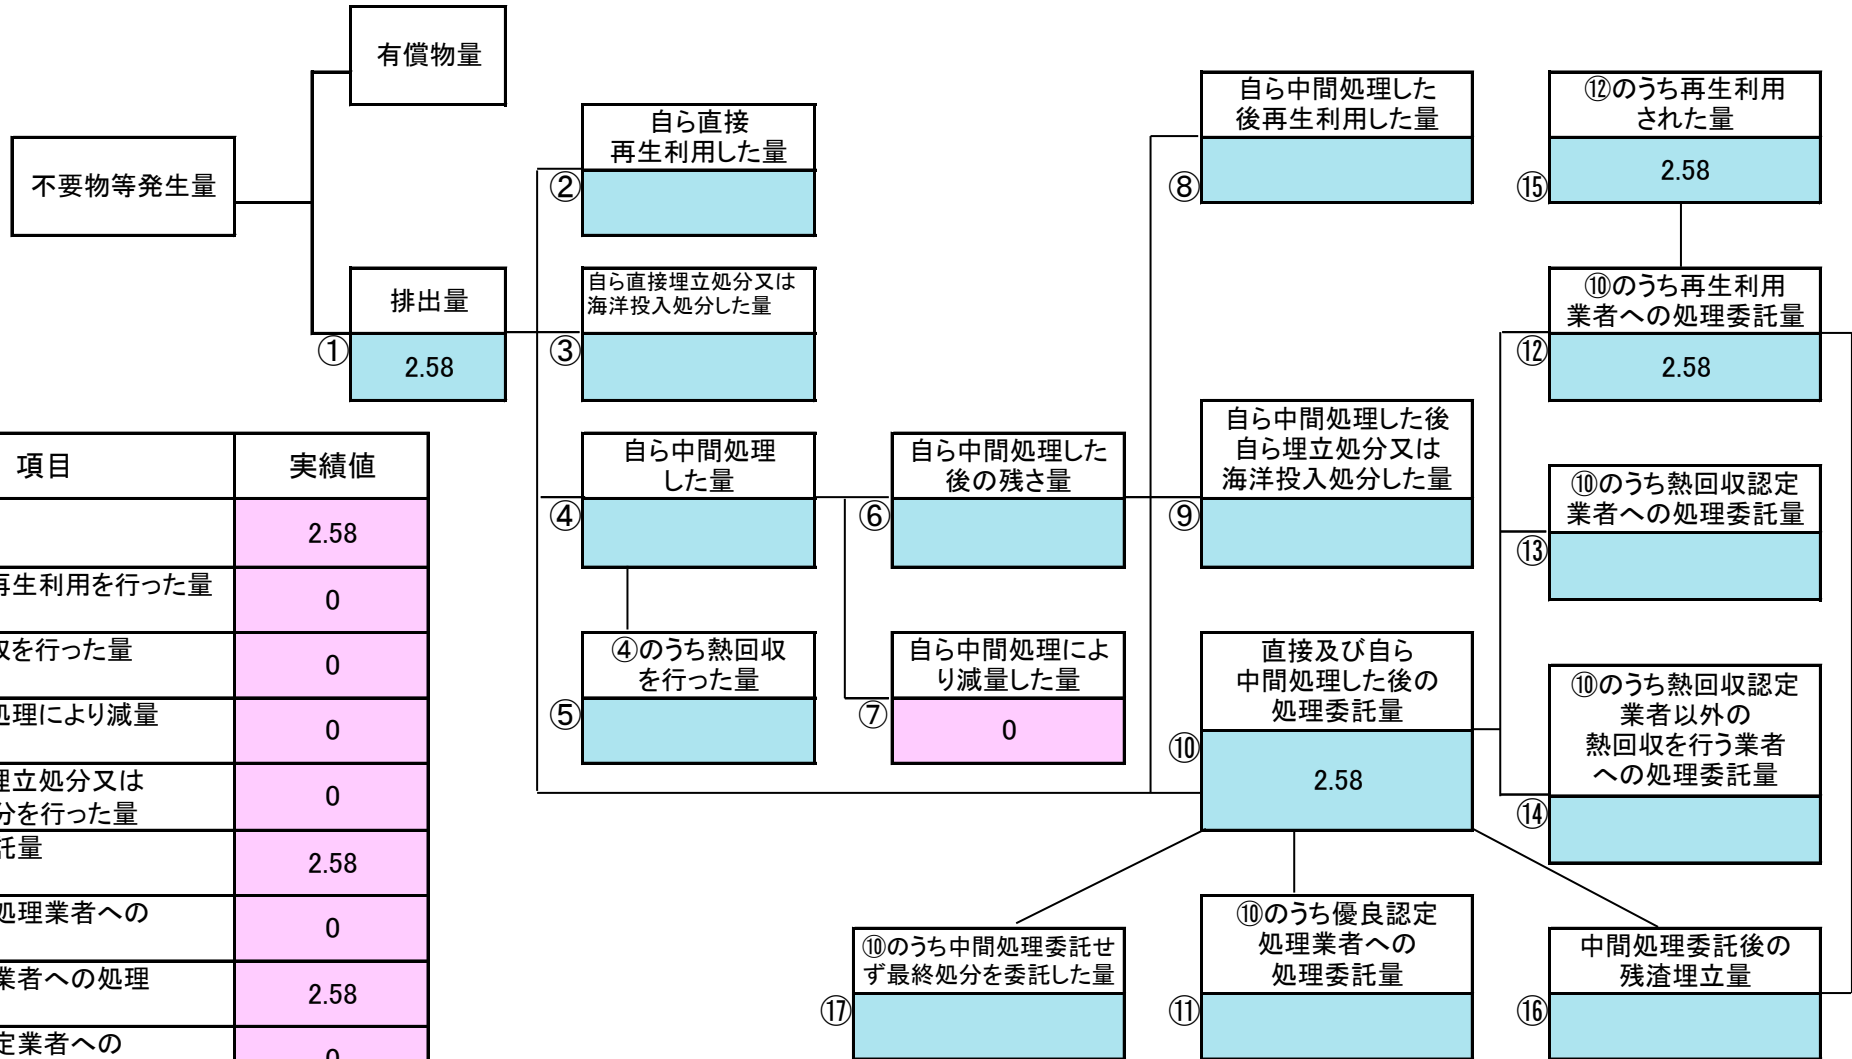 有償物量
不要物等発生量
排出量
①
2.58
自ら直接
再生利用した量
②
自ら直接埋立処分又は
海洋投入処分した量
③
自ら中間処理
した量
④
④のうち熱回収
を行った量
⑤
自ら中間処理した
後の残さ量
⑥
自ら中間処理によ
り減量した量
⑦
0
自ら中間処理した
後再生利用した量
⑧
自ら中間処理した後
自ら埋立処分又は
海洋投入処分した量
⑨
直接及び自ら
中間処理した後の
処理委託量
⑩
2.58
⑫のうち再生利用
された量
⑮
2.58
⑩のうち再生利用
業者への処理委託量
⑫
2.58
⑩のうち熱回収認定
業者への処理委託量
⑬
⑩のうち熱回収認定
業者以外の
熱回収を行う業者
への処理委託量
⑭
⑩のうち中間処理委託せ
ず最終処分を委託した量
⑰
⑩のうち優良認定
処理業者への
処理委託量
⑪
中間処理委託後の
残渣埋立量
⑯
項目 実績値
2.58
再生利用を行った量
0
を行った量
0
処理により減量
0
埋立処分又は
分を行った量
0
託量
2.58
処理業者への
0
業者への処理
2.58
定業者への
0